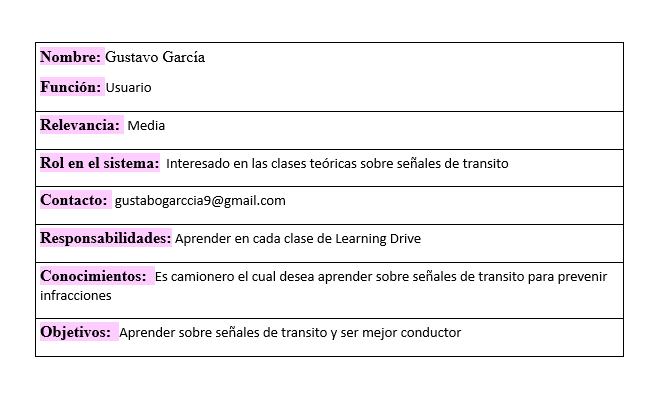 Nombre: Gustavo García
Función: Usuario
Relevancia: Media
Rol en el sistema: Interesado en las clases teóricas sobre señales de transito
Contacto: gustabogarccia9@gmail.com
Responsabilidades: Aprender en cada clase de Learning Drive
Conocimientos: Es camionero el cual desea aprender sobre señales de transito para prevenir
infracciones
Objetivos: Aprender sobre señales de transito y ser mejor conductor